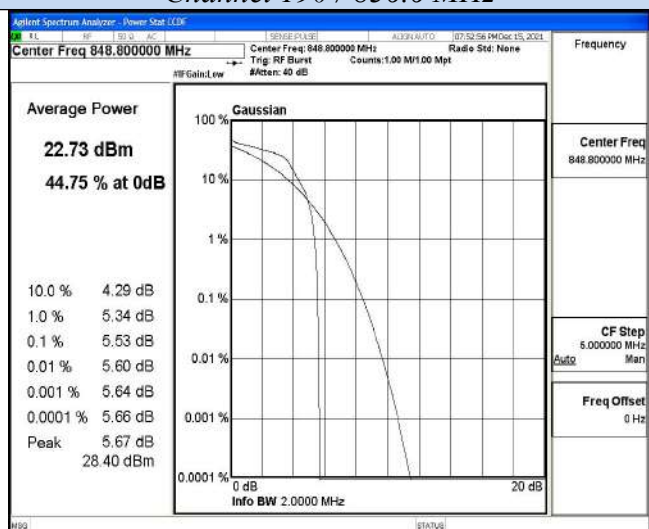 Channel 190 / 836.6 MHz
Agilent Spectrum Analyzer - Power Stat CCDF
RL RF 50 Ω AC SENSE:PULSE ALIGNAUTO 07:52:56 PM Dec 15, 2021
Center Freq 848.800000 MHz
Center Freq: 848.800000 MHz Radio Std: None
Trig: RF Burst Counts:1.00 M/1.00 Mpt
#IFGain:Low #Atten: 40 dB
Frequency
Average Power
22.73 dBm
44.75 % at 0dB
10.0 % 4.29 dB
1.0 % 5.34 dB
0.1 % 5.53 dB
0.01 % 5.60 dB
0.001 % 5.64 dB
0.0001 % 5.66 dB
Peak 5.67 dB
28.40 dBm
Gaussian
100 %
10 %
1 %
0.1 %
0.01 %
0.001 %
0.0001 %
0 dB 20 dB
Info BW 2.0000 MHz
Center Freq
848.800000 MHz
CF Step
5.000000 MHz
Auto Man
Freq Offset
0 Hz
MSG STATUS